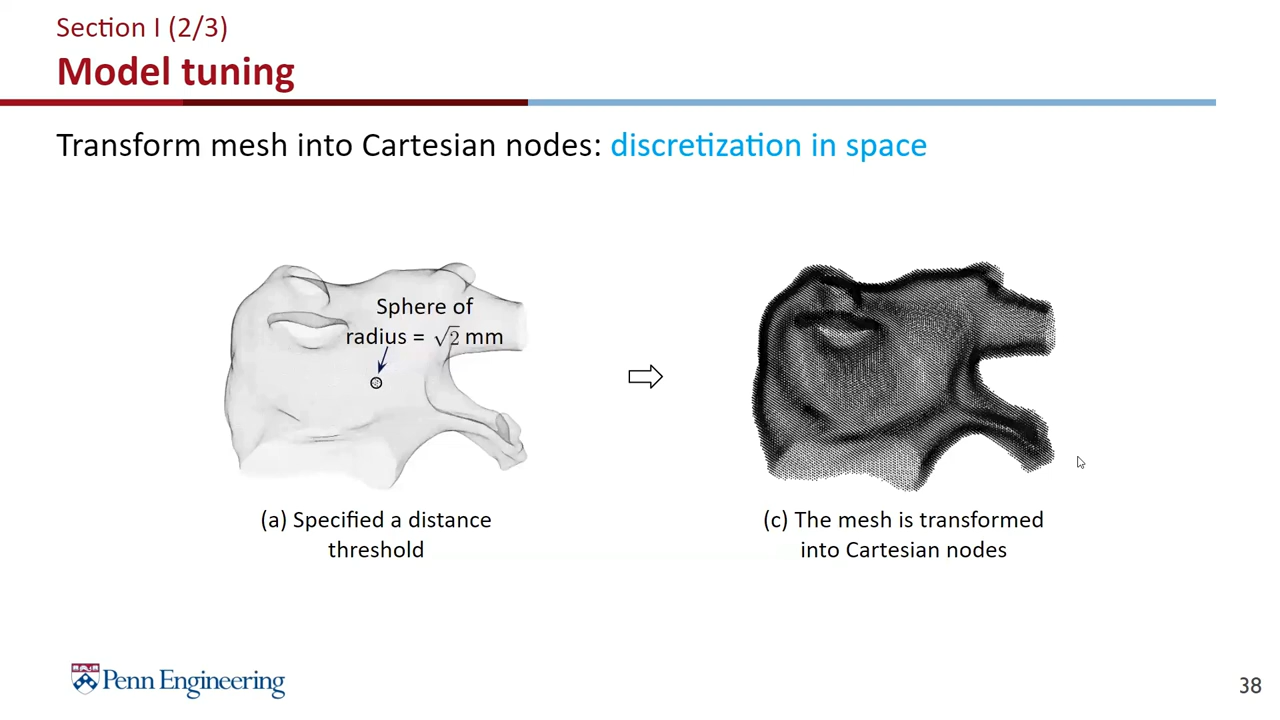 Section I (2/3)
Model tuning
Transform mesh into Cartesian nodes: discretization in space
Sphere of
radius = √2 mm
(a) Specified a distance
threshold
(c) The mesh is transformed
into Cartesian nodes
Penn Engineering
38